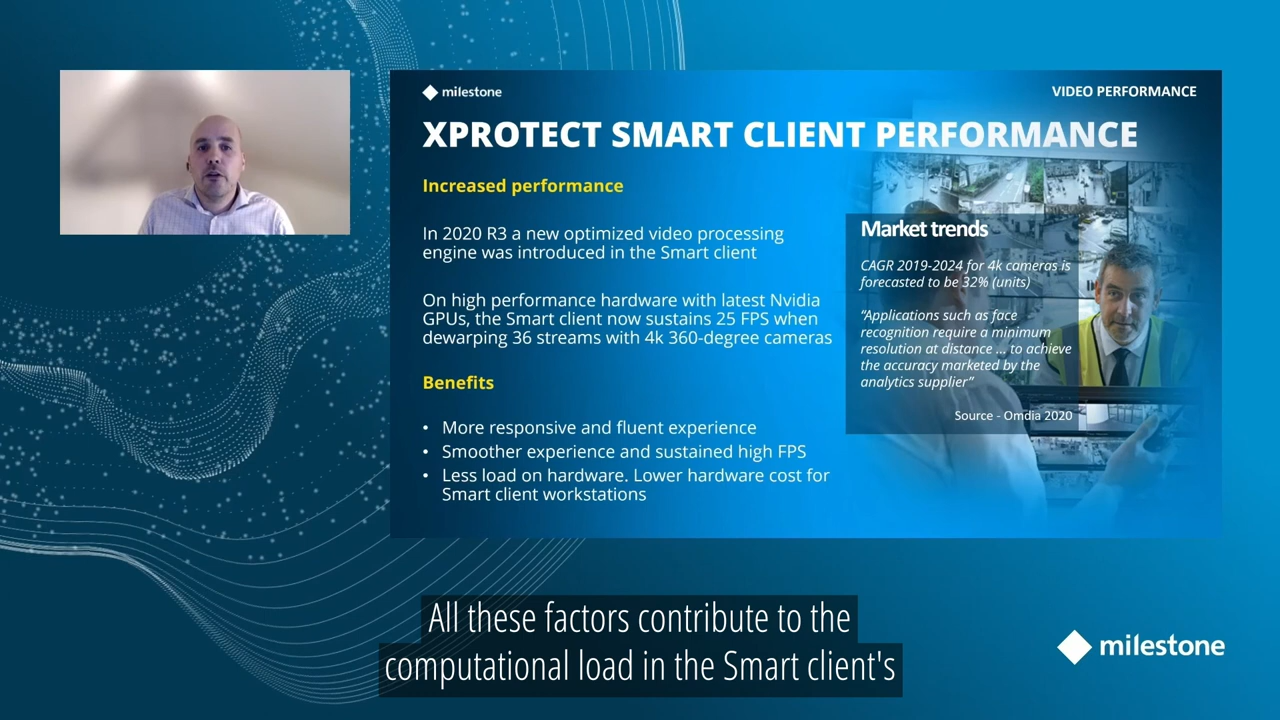 milestone
VIDEO PERFORMANCE
XPROTECT SMART CLIENT PERFORMANCE
Increased performance
In 2020 R3 a new optimized video processing
engine was introduced in the Smart client
On high performance hardware with latest Nvidia
GPUs, the Smart client now sustains 25 FPS when
dewarping 36 streams with 4k 360-degree cameras
Benefits
• More responsive and fluent experience
• Smoother experience and sustained high FPS
• Less load on hardware. Lower hardware cost for
Smart client workstations
Market trends
CAGR 2019-2024 for 4k cameras is
forecasted to be 32% (units)
“Applications such as face
recognition require a minimum
resolution at distance ... to achieve
the accuracy marketed by the
analytics supplier”
Source - Omdia 2020
All these factors contribute to the
computational load in the Smart client's
milestone